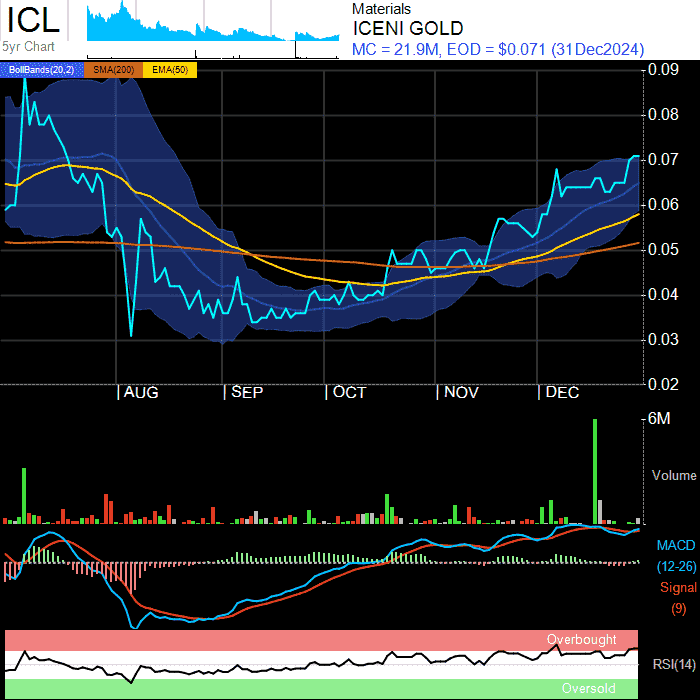 ICL
5yr Chart
Materials
ICENI GOLD
MC = 21.9M, EOD = $0.071 (31Dec2024)
BollBands(20,2) SMA(200) EMA(50)
0.09
0.08
0.07
0.06
0.05
0.04
0.03
0.02
AUG SEP OCT NOV DEC
6M
Volume
MACD
(12-26)
Signal
(9)
Overbought
RSI(14)
Oversold